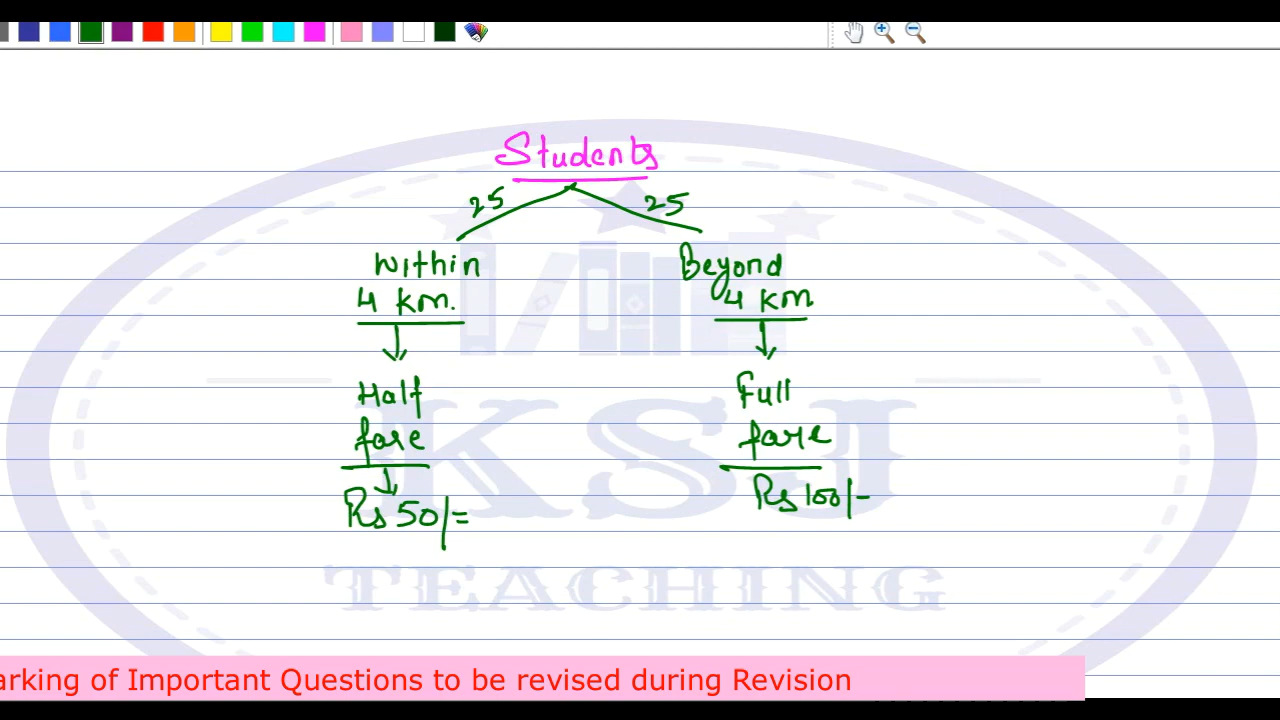 Students
25 25
Within Beyond
4 km. 4 km
Half Full
fare fare
Rs 50/= Rs 100/-
KSJ
TEACHING
arking of Important Questions to be revised during Revision